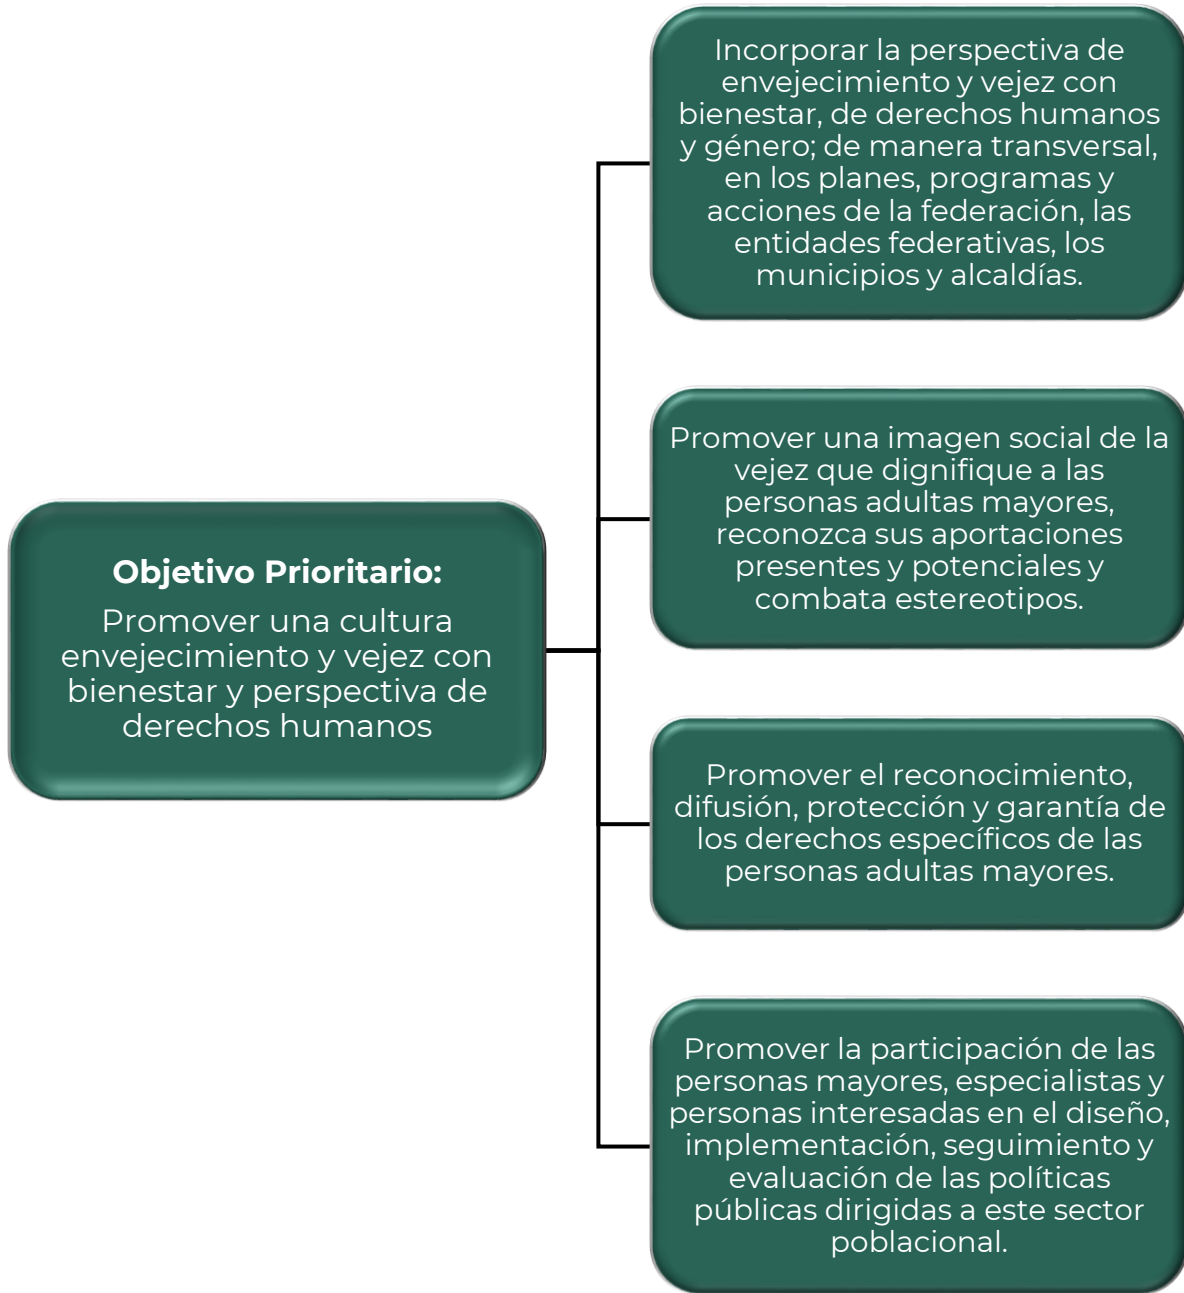 Objetivo Prioritario:
Promover una cultura
envejecimiento y vejez con
bienestar y perspectiva de
derechos humanos
Incorporar la perspectiva de
envejecimiento y vejez con
bienestar, de derechos humanos
y género; de manera transversal,
en los planes, programas y
acciones de la federación, las
entidades federativas, los
municipios y alcaldías.
Promover una imagen social de la
vejez que dignifique a las
personas adultas mayores,
reconozca sus aportaciones
presentes y potenciales y
combata estereotipos.
Promover el reconocimiento,
difusión, protección y garantía de
los derechos específicos de las
personas adultas mayores.
Promover la participación de las
personas mayores, especialistas y
personas interesadas en el diseño,
implementación, seguimiento y
evaluación de las políticas
públicas dirigidas a este sector
poblacional.